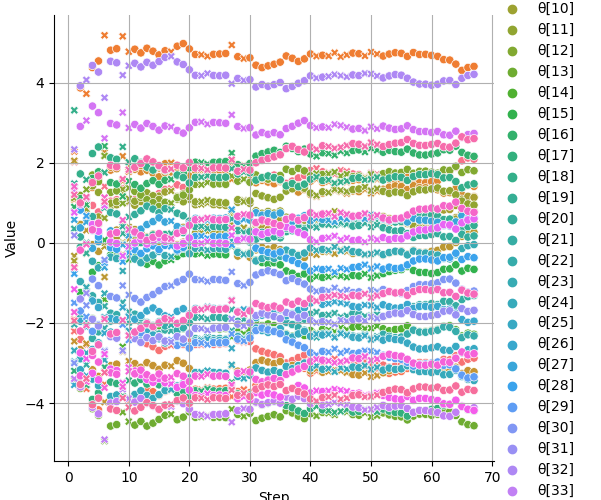 θ[10]
θ[11]
θ[12]
θ[13]
θ[14]
θ[15]
θ[16]
θ[17]
θ[18]
θ[19]
θ[20]
θ[21]
θ[22]
θ[23]
θ[24]
θ[25]
θ[26]
θ[27]
θ[28]
θ[29]
θ[30]
θ[31]
θ[32]
θ[33]
Value
4
2
0
−2
−4
0
10
20
30
40
50
60
70
Step